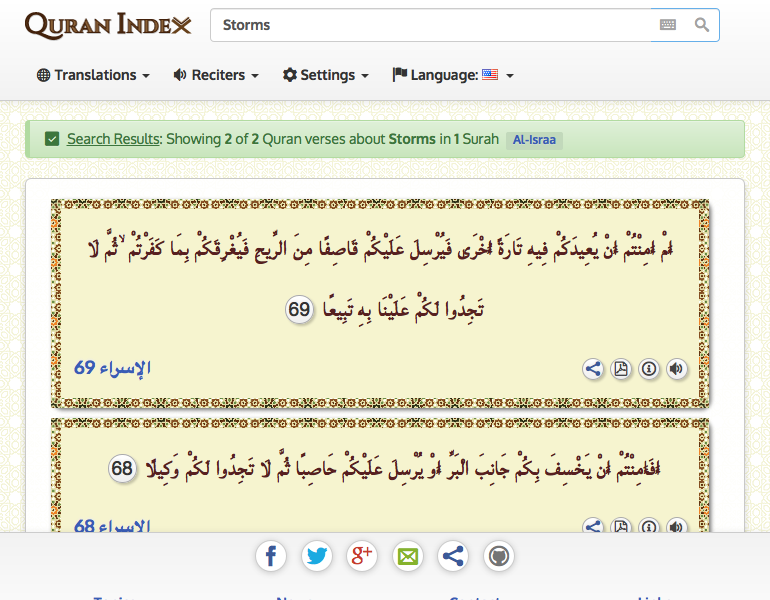 QURAN INDEX
Storms
Translations
Reciters
Settings
Language:
Search Results: Showing 2 of 2 Quran verses about Storms in 1 Surah Al-Israa
أَمْ أَمِنْتُمْ أَنْ يُعِيدَكُمْ فِيهِ تَارَةً أُخْرَى فَيُرْسِلَ عَلَيْكُمْ قَاصِفًا مِنَ الرِّيحِ فَيُغْرِقَكُمْ بِمَا كَفَرْتُمْ ۙ ثُمَّ لَا
تَجِدُوا لَكُمْ عَلَيْنَا بِهِ تَبِيعًا 69
الإسراء 69
أَفَأَمِنْتُمْ أَنْ يَخْسِفَ بِكُمْ جَانِبَ الْبَرِّ أَوْ يُرْسِلَ عَلَيْكُمْ حَاصِبًا ثُمَّ لَا تَجِدُوا لَكُمْ وَكِيلًا 68
الإسراء 68